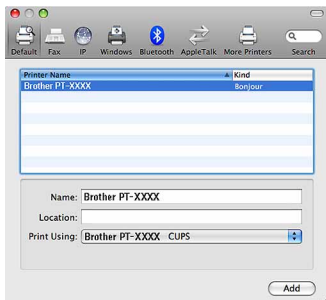 Default Fax IP Windows Bluetooth AppleTalk More Printers Search
Printer Name Kind
Brother PT-XXXX Bonjour
Name: Brother PT-XXXX
Location:
Print Using: Brother PT-XXXX CUPS
Add